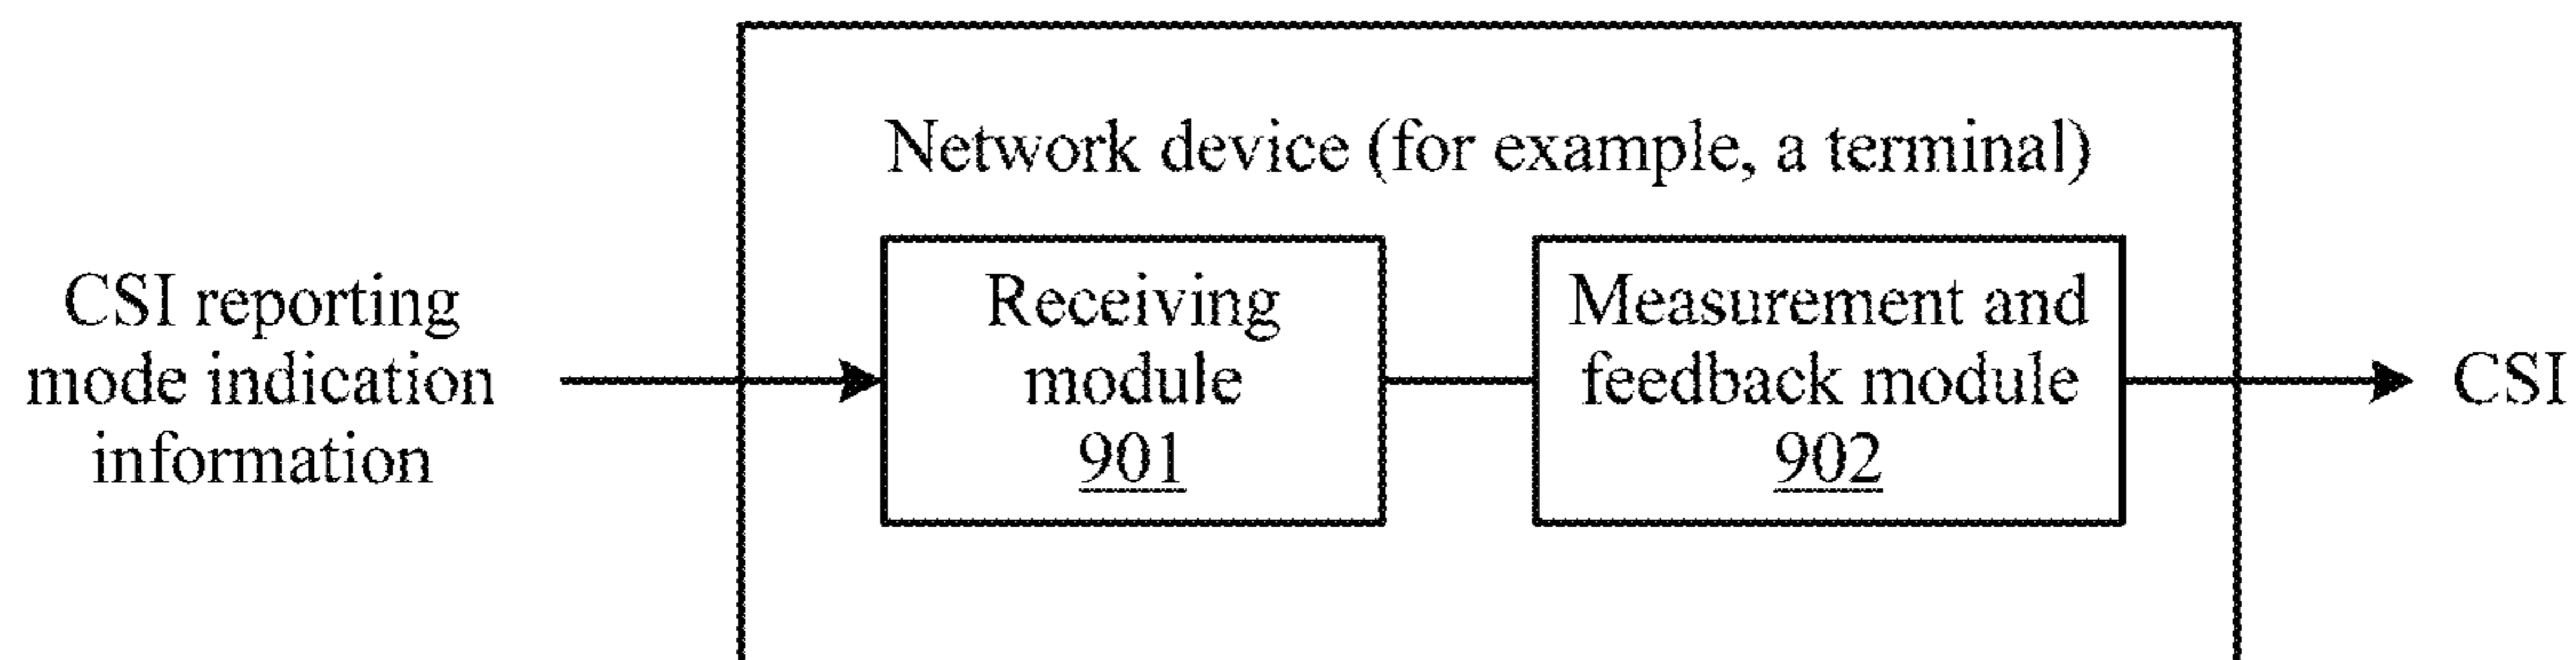 Network device (for example, a terminal)
CSI reporting
mode indication
information
Receiving
module
901
Measurement and
feedback module
902
CSI